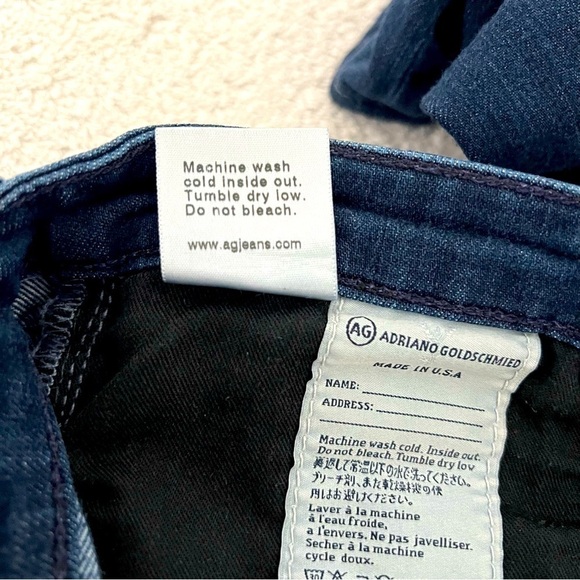 Machine wash
cold inside out.
Tumble dry low.
Do not bleach.
www.agjeans.com
AG ADRIANO GOLDSCHMIED
MADE IN U.S.A
NAME:
ADDRESS:
Machine wash cold. Inside out.
Do not bleach. Tumble dry low
裏返して常温以下の水で洗ってください。
ブリーチ剤、また乾燥機の使
用はお避けください。
Laver à la machine
à l'eau froide,
a l'envers. Ne pas javelliser.
Secher à la machine
cycle doux.